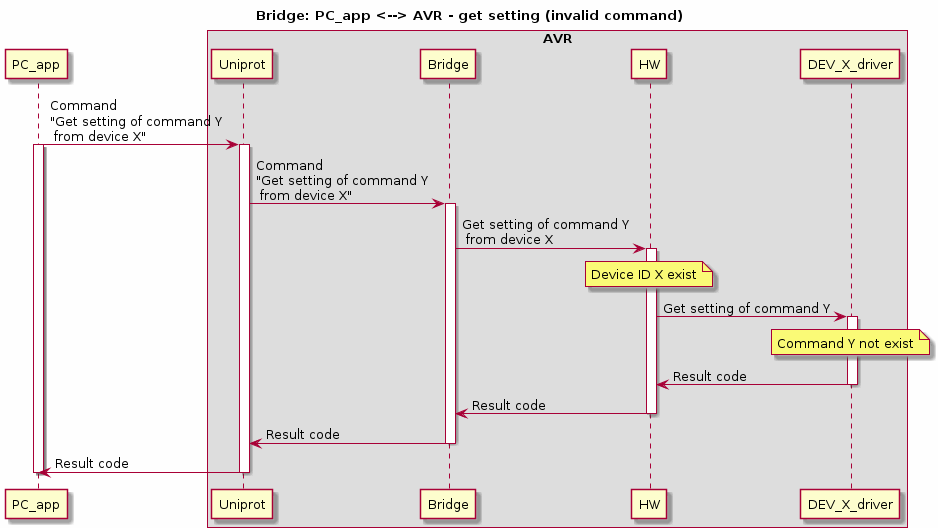 Bridge: PC_app <--> AVR - get setting (invalid command)
AVR
PC_app
Uniprot
Bridge
HW
DEV_X_driver
Command
"Get setting of command Y
from device X"
Command
"Get setting of command Y
from device X"
Get setting of command Y
from device X
Device ID X exist
Get setting of command Y
Command Y not exist
Result code
Result code
Result code
Result code
PC_app
Uniprot
Bridge
HW
DEV_X_driver